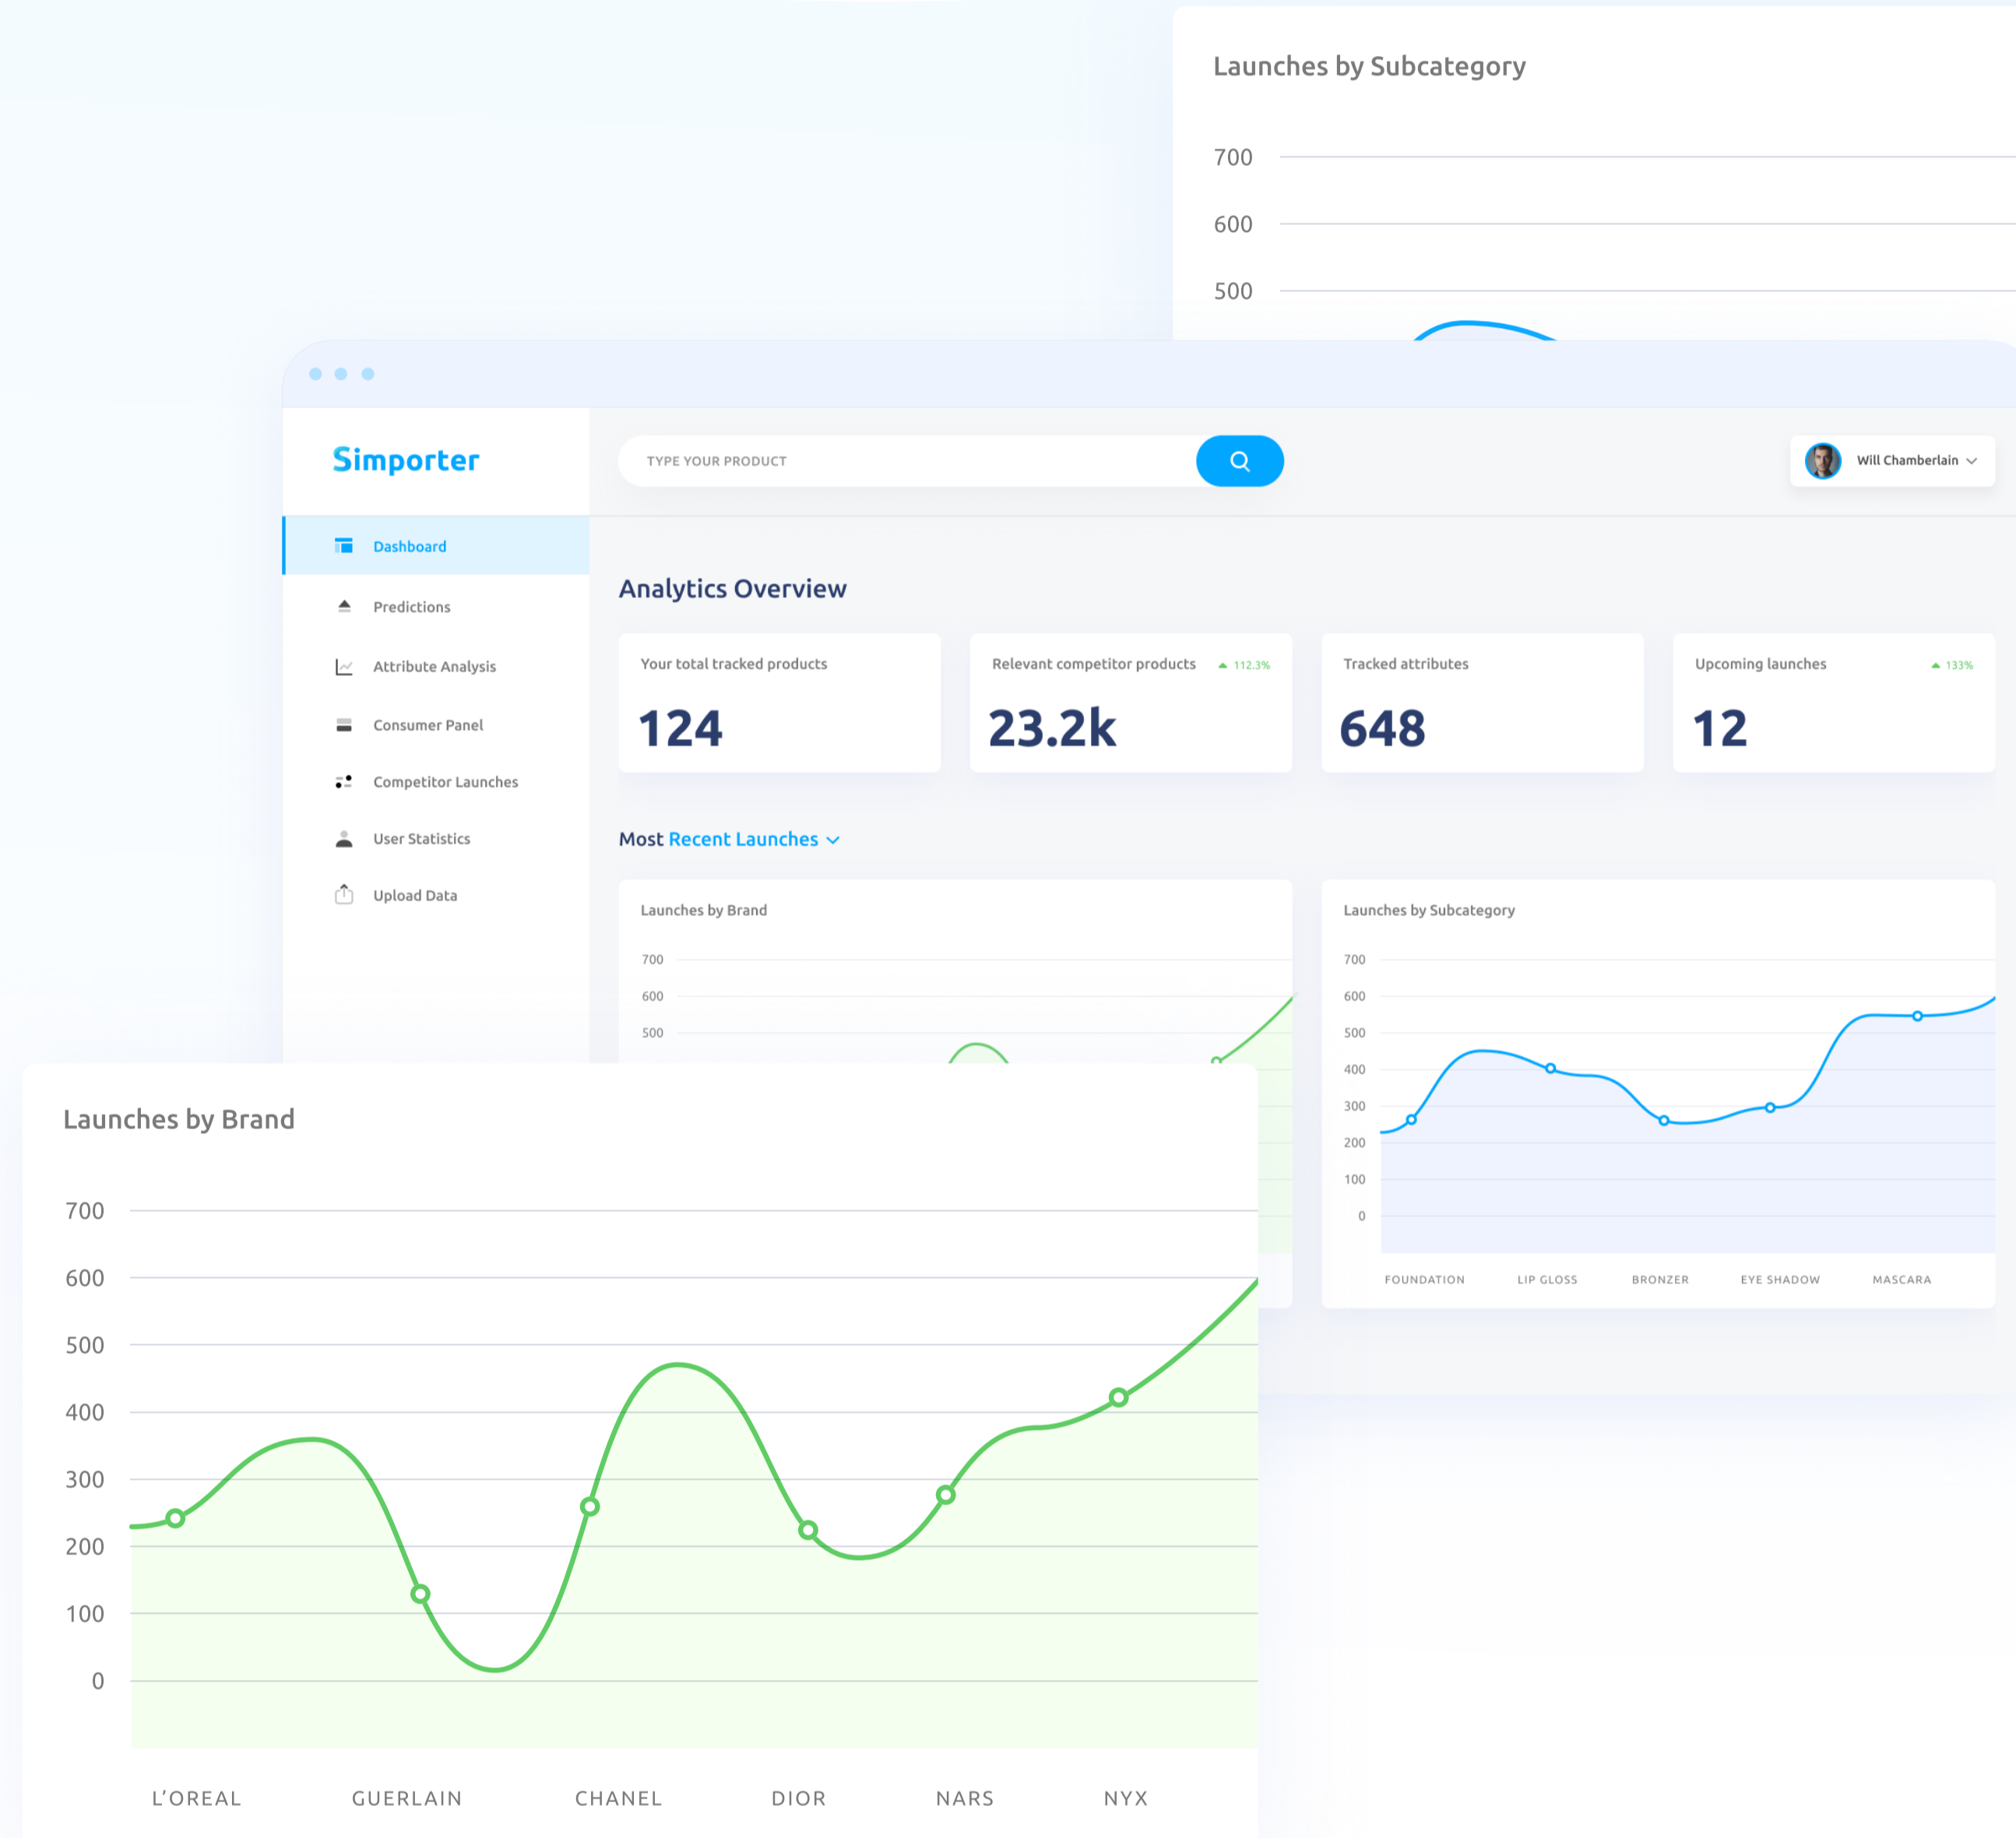 Launches by Subcategory
700
600
500
Simporter
TYPE YOUR PRODUCT
Will Chamberlain
Dashboard
Predictions
Attribute Analysis
Consumer Panel
Competitor Launches
User Statistics
Upload Data
Analytics Overview
Your total tracked products
124
Relevant competitor products 112.3%
23.2k
Tracked attributes
648
Upcoming launches 133%
12
Most Recent Launches
Launches by Brand
700
600
500
Launches by Subcategory
700
600
500
400
300
200
100
0
FOUNDATION LIP GLOSS BRONZER EYE SHADOW MASCARA
Launches by Brand
700
600
500
400
300
200
100
0
L’OREAL GUERLAIN CHANEL DIOR NARS NYX